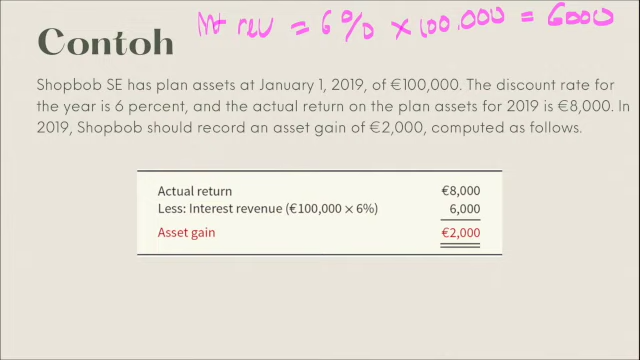 Int rev = 6% × 100.000 = 6000
Contoh
Shopbob SE has plan assets at January 1, 2019, of €100,000. The discount rate for
the year is 6 percent, and the actual return on the plan assets for 2019 is €8,000. In
2019, Shopbob should record an asset gain of €2,000, computed as follows.
Actual return €8,000
Less: Interest revenue (€100,000 × 6%) 6,000
Asset gain €2,000